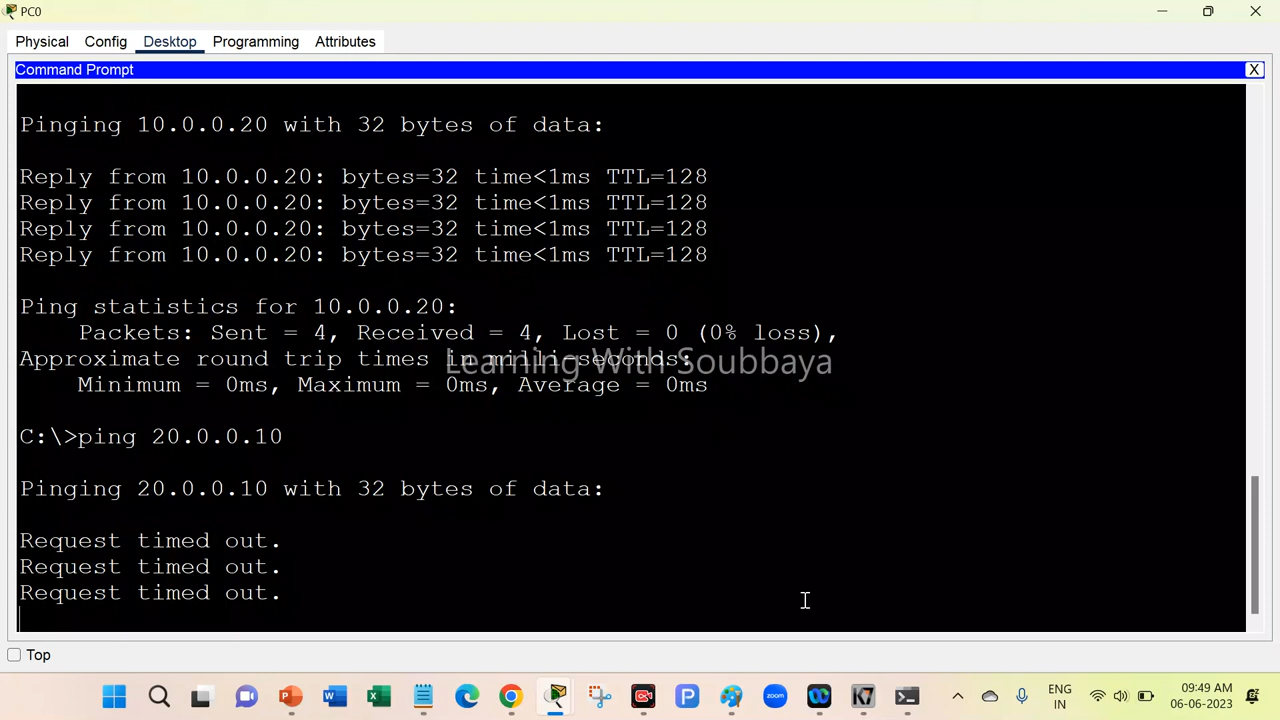 PC0
Physical Config Desktop Programming Attributes
Command Prompt X
Pinging 10.0.0.20 with 32 bytes of data:
Reply from 10.0.0.20: bytes=32 time<1ms TTL=128
Reply from 10.0.0.20: bytes=32 time<1ms TTL=128
Reply from 10.0.0.20: bytes=32 time<1ms TTL=128
Reply from 10.0.0.20: bytes=32 time<1ms TTL=128
Ping statistics for 10.0.0.20:
Packets: Sent = 4, Received = 4, Lost = 0 (0% loss),
Approximate round trip times in milli-seconds:
Learning With Soubbaya
Minimum = 0ms, Maximum = 0ms, Average = 0ms
C:\>ping 20.0.0.10
Pinging 20.0.0.10 with 32 bytes of data:
Request timed out.
Request timed out.
Request timed out.
Top
ENG
IN
09:49 AM
06-06-2023